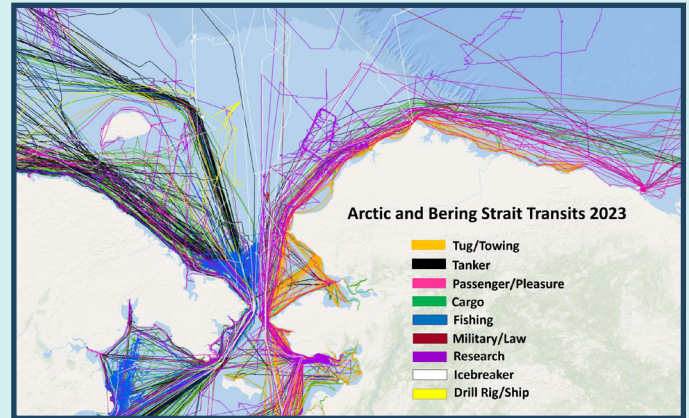 Arctic and Bering Strait Transits 2023
Tug/Towing
Tanker
Passenger/Pleasure
Cargo
Fishing
Military/Law
Research
Icebreaker
Drill Rig/Ship